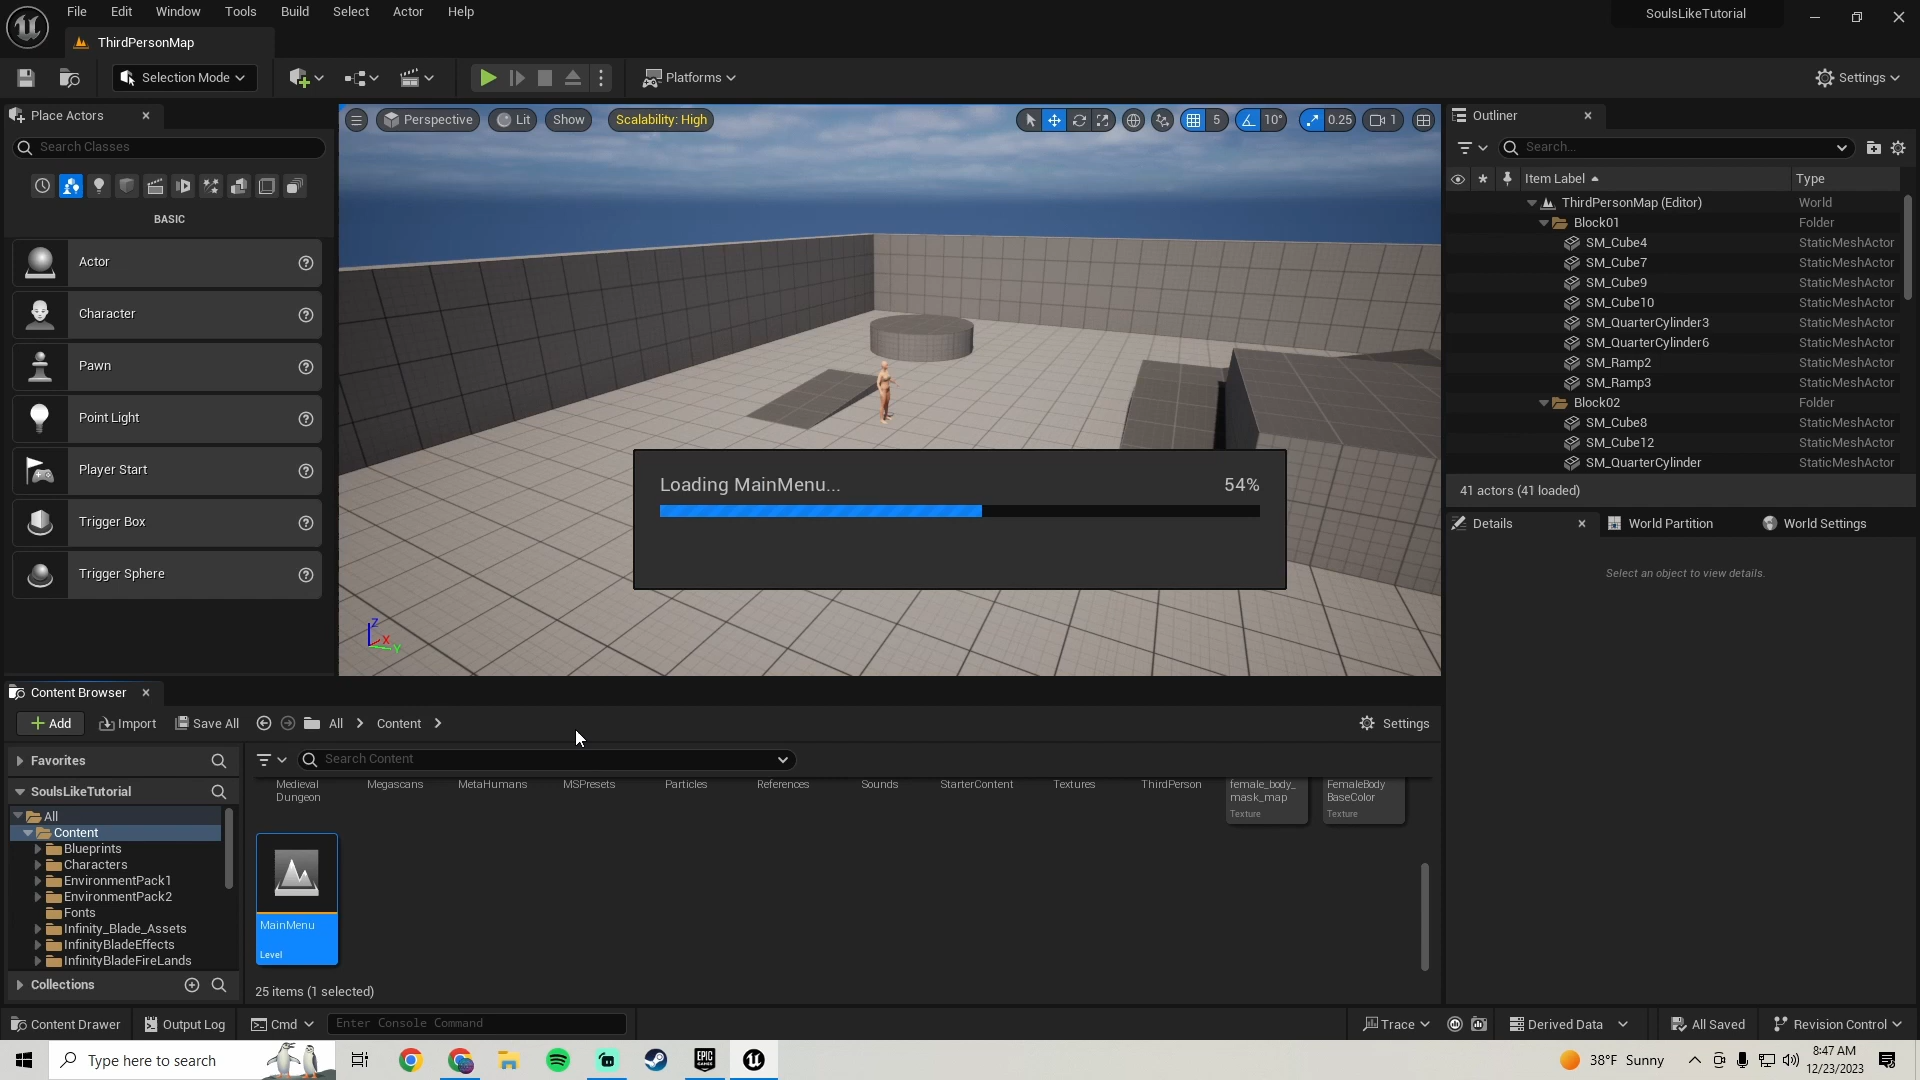 File Edit Window Tools Build Select Actor Help
SoulsLikeTutorial
ThirdPersonMap
Selection Mode
Platforms
Settings
Place Actors
Search Classes
BASIC
Actor
Character
Pawn
Point Light
Player Start
Trigger Box
Trigger Sphere
Perspective Lit Show Scalability: High
5 10° 0.25 1
Loading MainMenu... 54%
Z
X
Y
Outliner
Search...
Item Label Type
ThirdPersonMap (Editor) World
Block01 Folder
SM_Cube4 StaticMeshActor
SM_Cube7 StaticMeshActor
SM_Cube9 StaticMeshActor
SM_Cube10 StaticMeshActor
SM_QuarterCylinder3 StaticMeshActor
SM_QuarterCylinder6 StaticMeshActor
SM_Ramp2 StaticMeshActor
SM_Ramp3 StaticMeshActor
Block02 Folder
SM_Cube8 StaticMeshActor
SM_Cube12 StaticMeshActor
SM_QuarterCylinder StaticMeshActor
41 actors (41 loaded)
Details World Partition World Settings
Select an object to view details.
Content Browser
Add Import Save All All Content Settings
Favorites
SoulsLikeTutorial
All
Content
Blueprints
Characters
EnvironmentPack1
EnvironmentPack2
Fonts
Infinity_Blade_Assets
InfinityBladeEffects
InfinityBladeFireLands
Collections
Search Content
Medieval Dungeon
Megascans
MetaHumans
MSPresets
Particles
References
Sounds
StarterContent
Textures
ThirdPerson
female_body_mask_map
Texture
FemaleBody BaseColor
Texture
MainMenu
Level
25 items (1 selected)
Content Drawer Output Log Cmd Enter Console Command Trace Derived Data All Saved Revision Control
Type here to search
EPIC GAMES
38°F Sunny
8:47 AM
12/23/2023